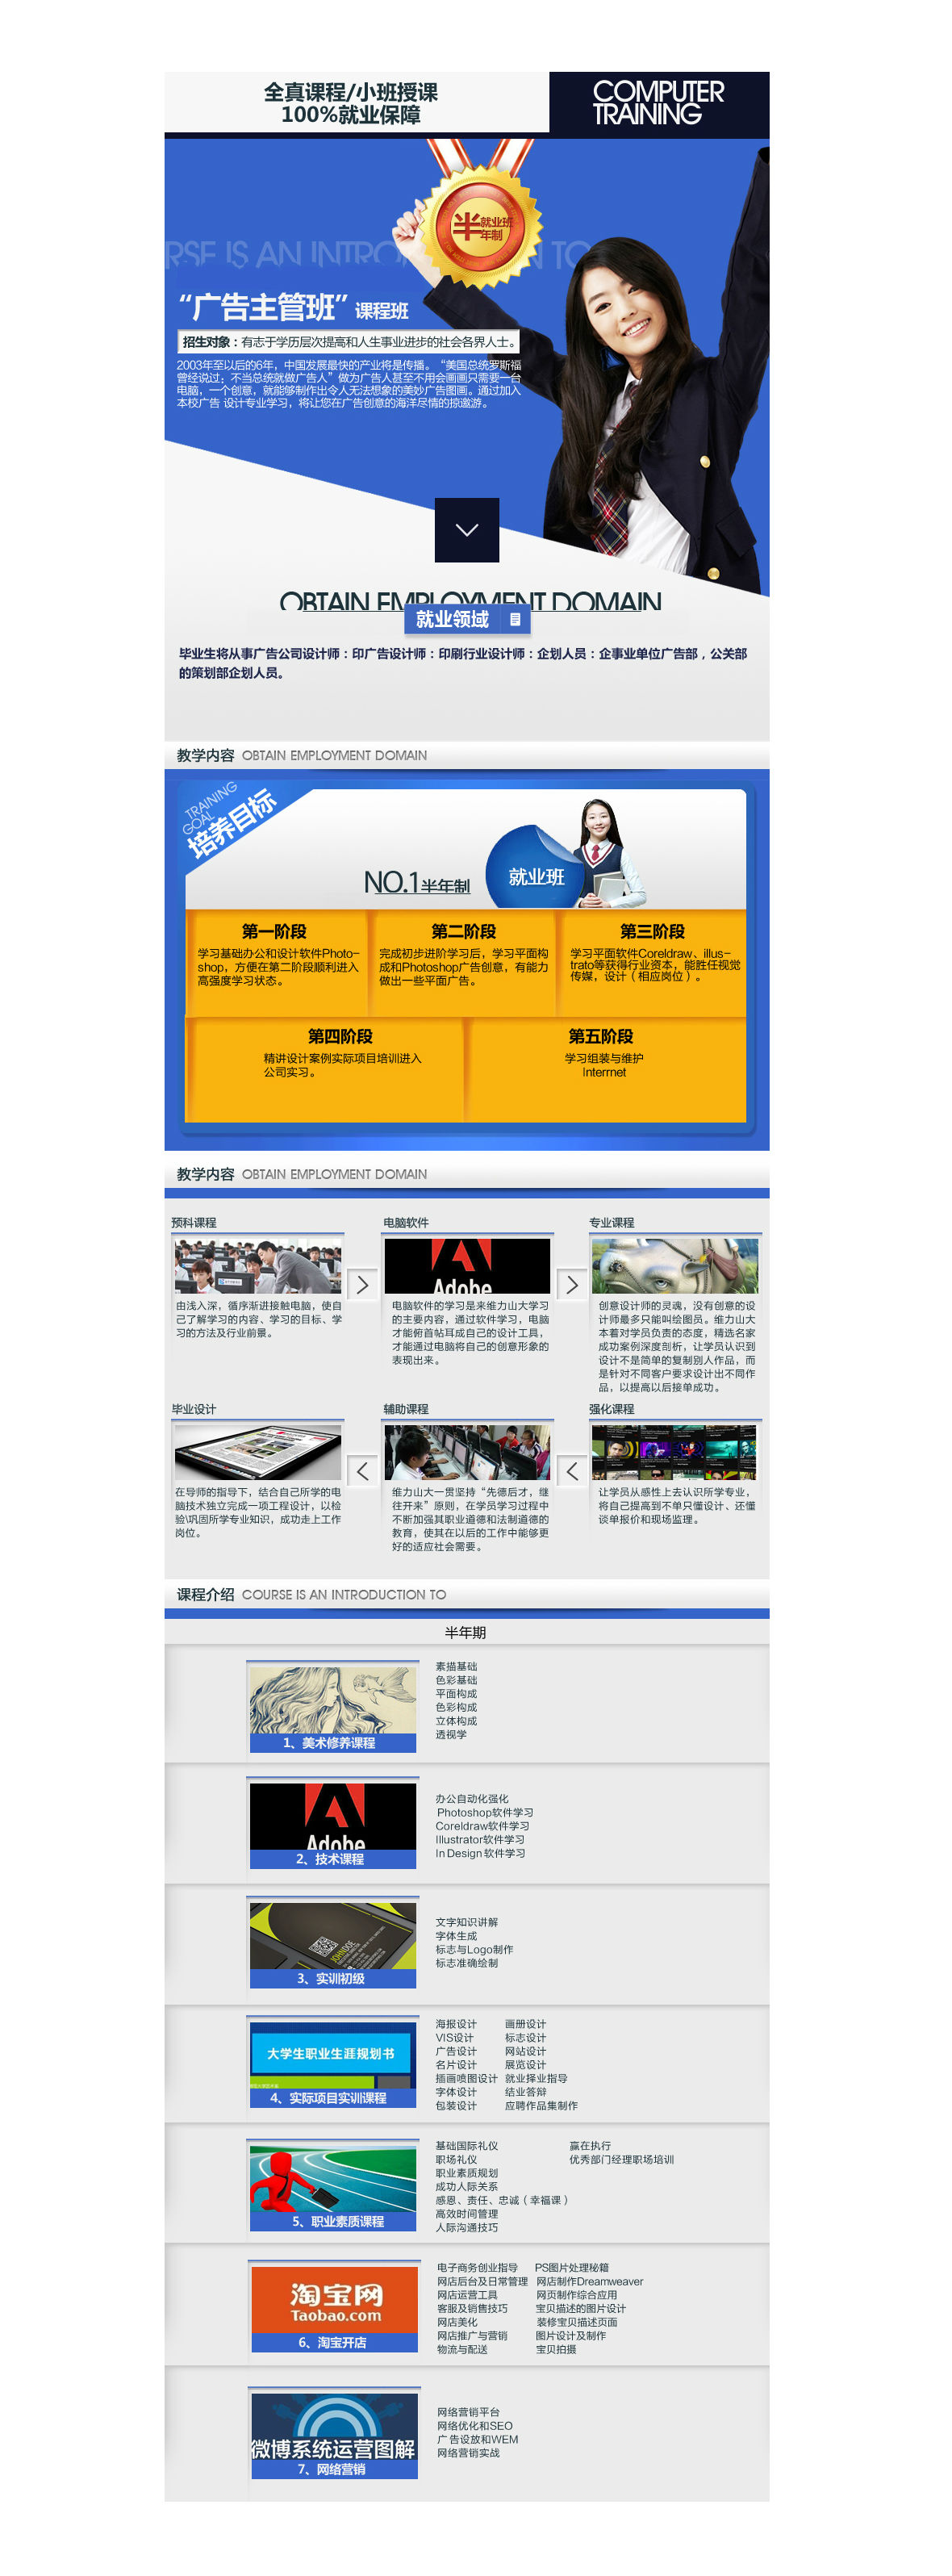 全真课程/小班授课
100%就业保障
COMPUTER
TRAINING
半
就业班
年制
RSE IS AN INTRO
N TO
“广告主管班” 课程班
招生对象：有志于学历层次提高和人生事业进步的社会各界人士。
2003年至以后的6年，中国发展最快的产业将是传播。 “美国总统罗斯福
曾经说过；不当总统就做广告人” 做为广告人甚至不用会画画只需要一台
电脑，一个创意，就能够制作出令人无法想象的美妙广告图画。通过加入
本校广告 设计专业学习，将让您在广告创意的海洋尽情的掠遨游。
OBTAIN EMPLOYMENT DOMAIN
就业领域
毕业生将从事广告公司设计师：印广告设计师：印刷行业设计师：企划人员：企事业单位广告部，公关部
的策划部企划人员。
教学内容 OBTAIN EMPLOYMENT DOMAIN
TRAINING
GOAL
培养目标
NO.1半年制
就业班
第一阶段
学习基础办公和设计软件Photo-
shop，方便在第二阶段顺利进入
高强度学习状态。
第二阶段
完成初步进阶学习后，学习平面构
成和Photoshop广告创意，有能力
做出一些平面广告。
第三阶段
学习平面软件Coreldraw、illus-
trato等获得行业资本，能胜任视觉
传媒，设计（相应岗位）。
第四阶段
精讲设计案例实际项目培训进入
公司实习。
第五阶段
学习组装与维护
Interrnet
教学内容 OBTAIN EMPLOYMENT DOMAIN
预科课程
由浅入深，循序渐进接触电脑，使自
己了解学习的内容、学习的目标、学
习的方法及行业前景。
电脑软件
Adobe
电脑软件的学习是来维力山大学习
的主要内容，通过软件学习，电脑
才能俯首帖耳成自己的设计工具，
才能通过电脑将自己的创意形象的
表现出来。
专业课程
创意设计师的灵魂，没有创意的设
计师最多只能叫绘图员。维力山大
本着对学员负责的态度，精选名家
成功案例深度剖析，让学员认识到
设计不是简单的复制别人作品，而
是针对不同客户要求设计出不同作
品，以提高以后接单成功。
毕业设计
在导师的指导下，结合自己所学的电
脑技术独立完成一项工程设计，以检
验\巩固所学专业知识，成功走上工作
岗位。
辅助课程
维力山大一贯坚持“先德后才，继
往开来”原则，在学员学习过程中
不断加强其职业道德和法制道德的
教育，使其在以后的工作中能够更
好的适应社会需要。
强化课程
让学员从感性上去认识所学专业，
将自己提高到不单只懂设计、还懂
谈单报价和现场监理。
课程介绍 COURSE IS AN INTRODUCTION TO
半年期
1、美术修养课程
素描基础
色彩基础
平面构成
色彩构成
立体构成
透视学
Adobe
2、技术课程
办公自动化强化
Photoshop软件学习
Coreldraw软件学习
Illustrator软件学习
In Design 软件学习
JOHN DOE
3、实训初级
文字知识讲解
字体生成
标志与Logo制作
标志准确绘制
大学生职业生涯规划书
4、实际项目实训课程
海报设计 画册设计
VIS设计 标志设计
广告设计 网站设计
名片设计 展览设计
插画喷图设计 就业择业指导
字体设计 结业答辩
包装设计 应聘作品集制作
5、职业素质课程
基础国际礼仪 赢在执行
职场礼仪 优秀部门经理职场培训
职业素质规划
成功人际关系
感恩、责任、忠诚（幸福课）
高效时间管理
人际沟通技巧
淘宝网
Taobao.com
6、淘宝开店
电子商务创业指导 PS图片处理秘籍
网店后台及日常管理 网店制作Dreamweaver
网店运营工具 网页制作综合应用
客服及销售技巧 宝贝描述的图片设计
网店美化 装修宝贝描述页面
网店推广与营销 图片设计及制作
物流与配送 宝贝拍摄
微博系统运营图解
7、网络营销
网络营销平台
网络优化和SEO
广告设放和WEM
网络营销实战